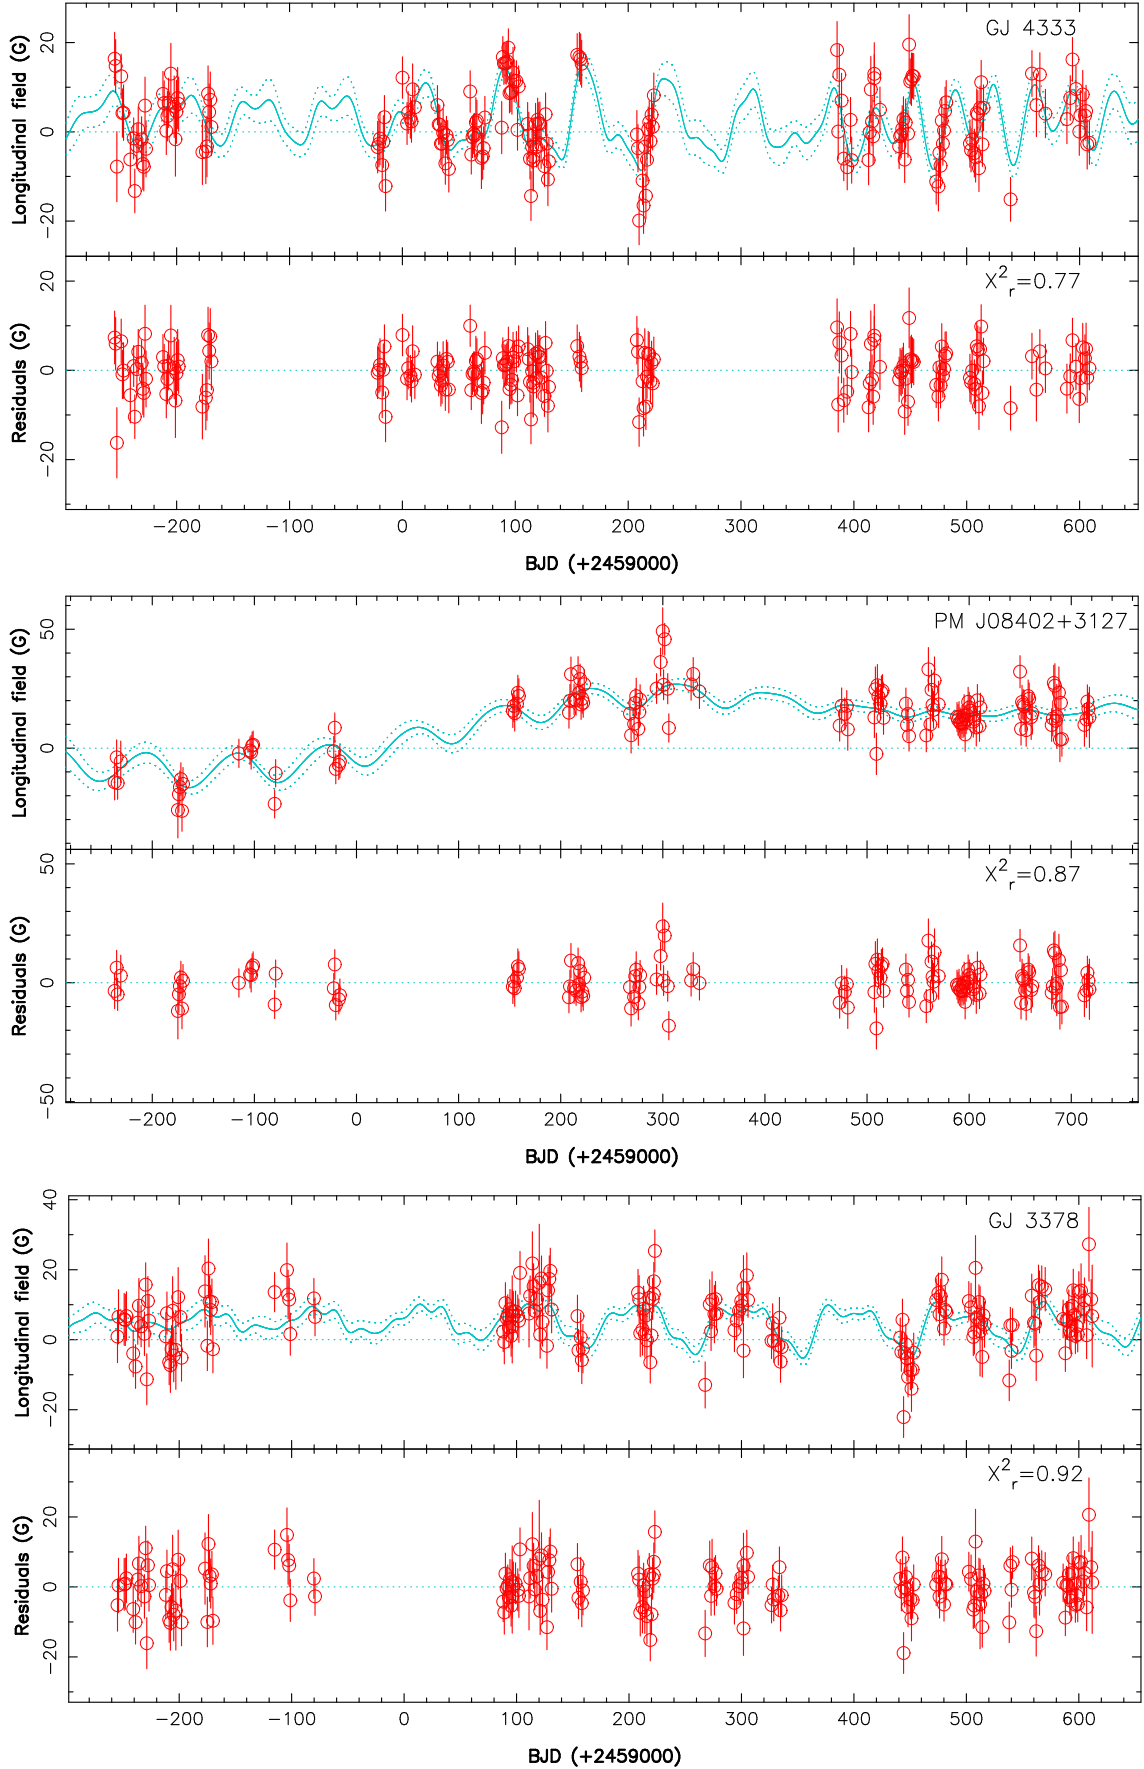 GJ 4333
Longitudinal field (G)
20
0
−20
Χ²r=0.77
Residuals (G)
20
0
−20
−200 −100 0 100 200 300 400 500 600
BJD (+2459000)
PM J08402+3127
Longitudinal field (G)
50
0
Χ²r=0.87
Residuals (G)
50
0
−50
−200 −100 0 100 200 300 400 500 600 700
BJD (+2459000)
GJ 3378
Longitudinal field (G)
40
20
0
−20
Χ²r=0.92
Residuals (G)
20
0
−20
−200 −100 0 100 200 300 400 500 600
BJD (+2459000)